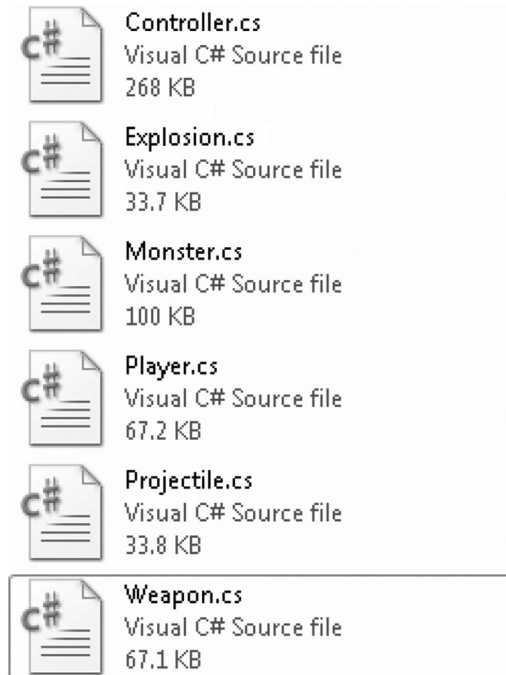 C#
Controller.cs
Visual C# Source file
268 KB
C#
Explosion.cs
Visual C# Source file
33.7 KB
C#
Monster.cs
Visual C# Source file
100 KB
C#
Player.cs
Visual C# Source file
67.2 KB
C#
Projectile.cs
Visual C# Source file
33.8 KB
C#
Weapon.cs
Visual C# Source file
67.1 KB